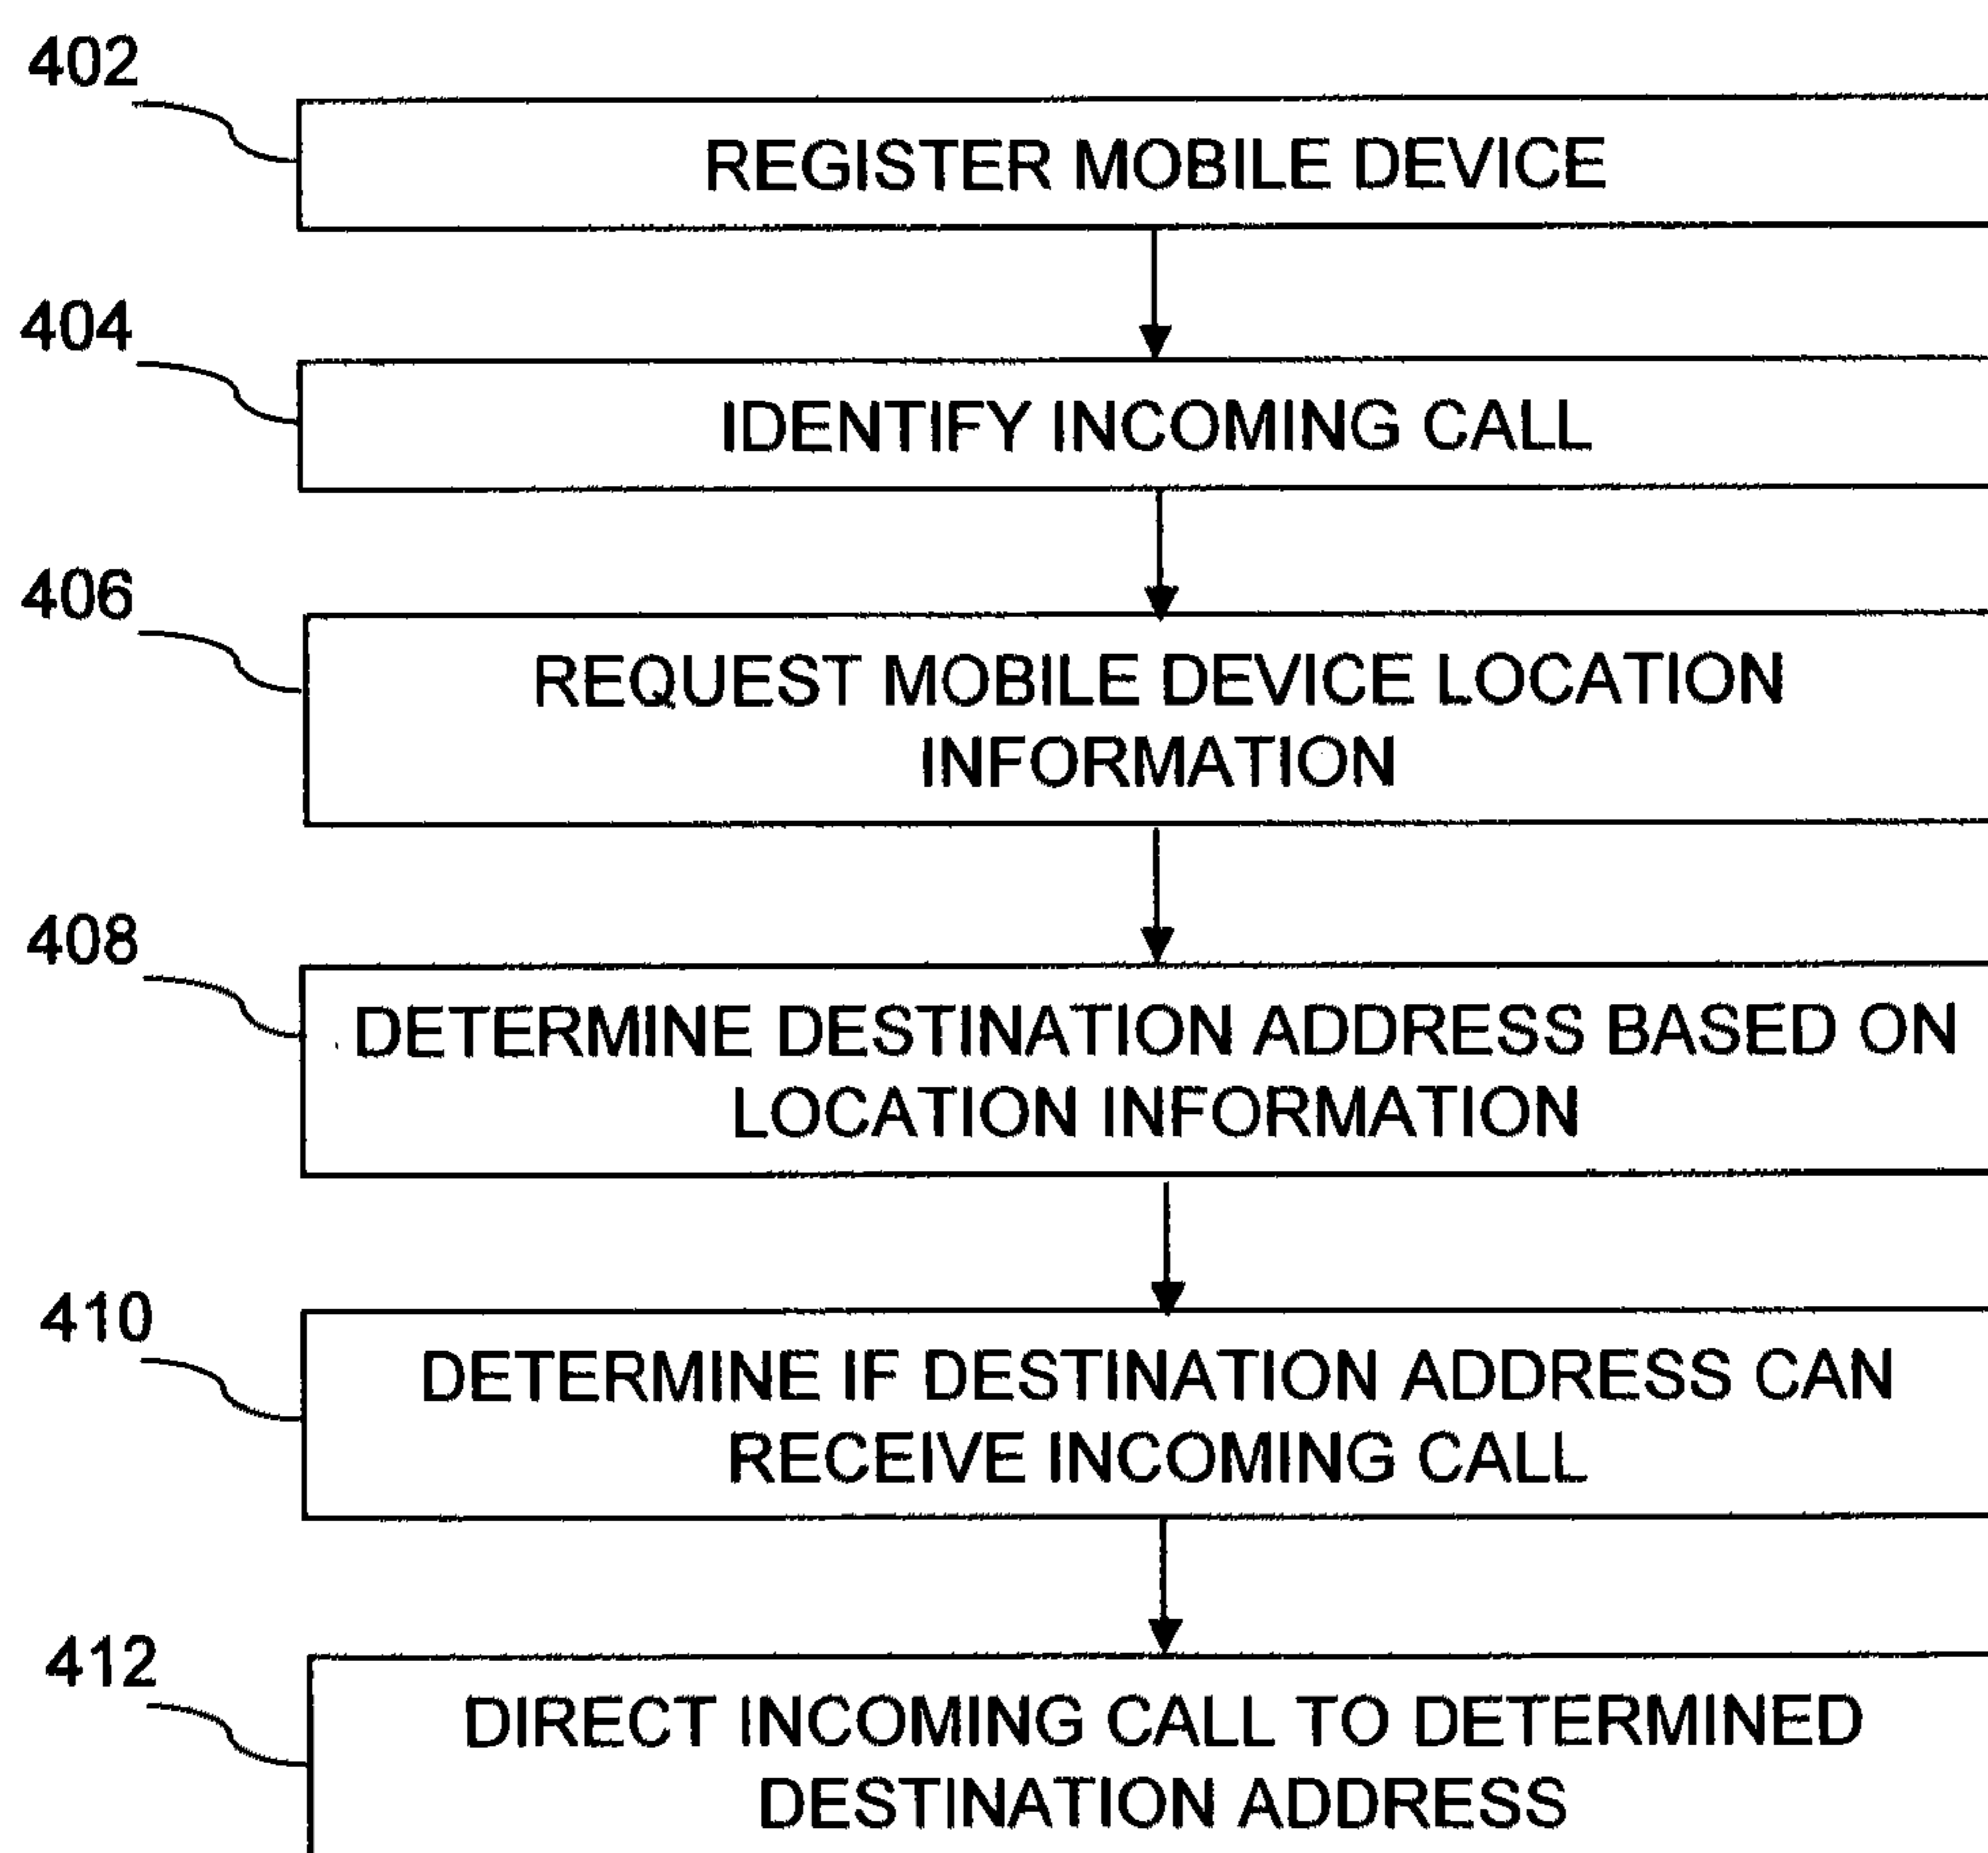 402
REGISTER MOBILE DEVICE
404
IDENTIFY INCOMING CALL
406
REQUEST MOBILE DEVICE LOCATION
INFORMATION
408
DETERMINE DESTINATION ADDRESS BASED ON
LOCATION INFORMATION
410
DETERMINE IF DESTINATION ADDRESS CAN
RECEIVE INCOMING CALL
412
DIRECT INCOMING CALL TO DETERMINED
DESTINATION ADDRESS